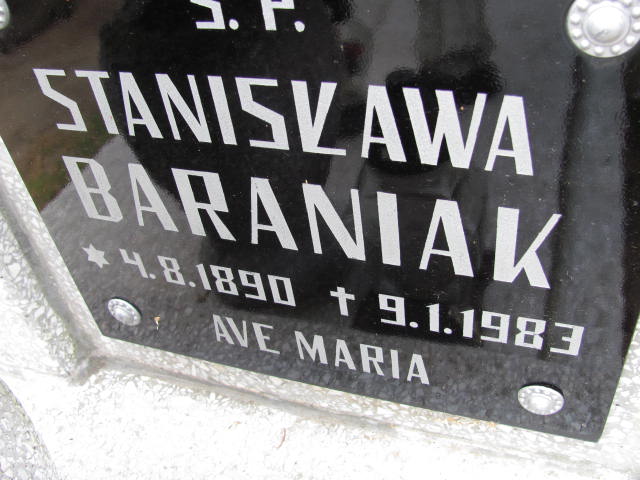 Ś. P.
STANISŁAWA
BARANIAK
* 4.8.1890 † 9.1.1983
AVE MARIA